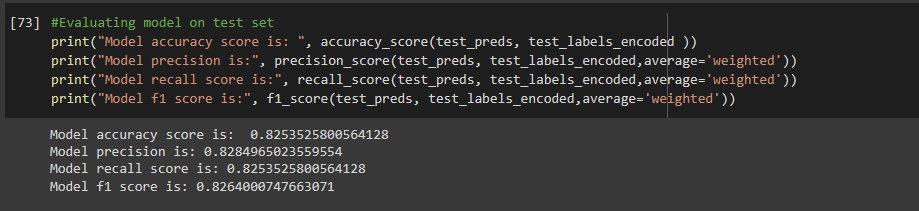 [73] #Evaluating model on test set
print("Model accuracy score is: ", accuracy_score(test_preds, test_labels_encoded ))
print("Model precision is:", precision_score(test_preds, test_labels_encoded,average='weighted'))
print("Model recall score is:", recall_score(test_preds, test_labels_encoded,average='weighted'))
print("Model f1 score is:", f1_score(test_preds, test_labels_encoded,average='weighted'))
Model accuracy score is:  0.8253525800564128
Model precision is: 0.8284965023559554
Model recall score is: 0.8253525800564128
Model f1 score is: 0.8264000747663071